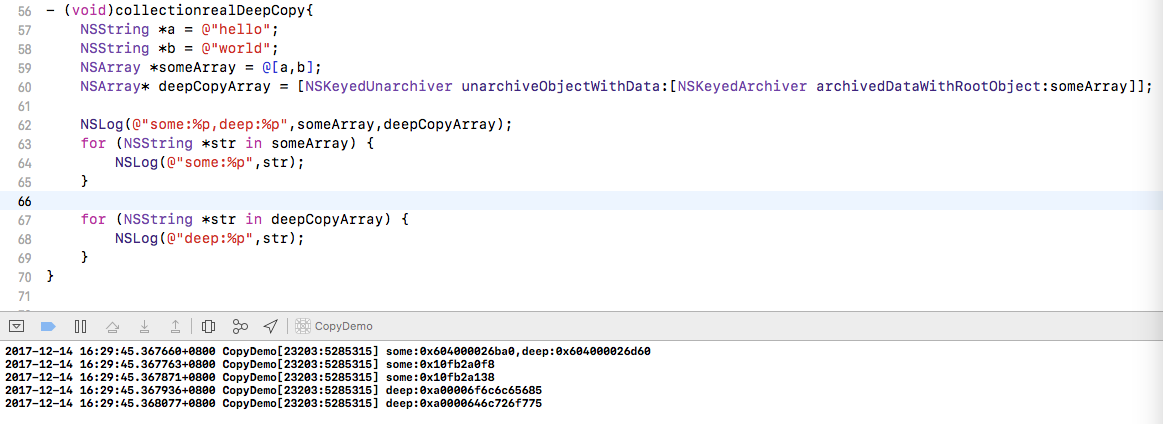 56 - (void)collectionrealDeepCopy{
57     NSString *a = @"hello";
58     NSString *b = @"world";
59     NSArray *someArray = @[a,b];
60     NSArray* deepCopyArray = [NSKeyedUnarchiver unarchiveObjectWithData:[NSKeyedArchiver archivedDataWithRootObject:someArray]];
61
62     NSLog(@"some:%p,deep:%p",someArray,deepCopyArray);
63     for (NSString *str in someArray) {
64         NSLog(@"some:%p",str);
65     }
66
67     for (NSString *str in deepCopyArray) {
68         NSLog(@"deep:%p",str);
69     }
70 }
71
CopyDemo
2017-12-14 16:29:45.367660+0800 CopyDemo[23203:5285315] some:0x604000026ba0,deep:0x604000026d60
2017-12-14 16:29:45.367763+0800 CopyDemo[23203:5285315] some:0x10fb2a0f8
2017-12-14 16:29:45.367871+0800 CopyDemo[23203:5285315] some:0x10fb2a138
2017-12-14 16:29:45.367936+0800 CopyDemo[23203:5285315] deep:0xa00006f6c6c65685
2017-12-14 16:29:45.368077+0800 CopyDemo[23203:5285315] deep:0xa0000646c726f775